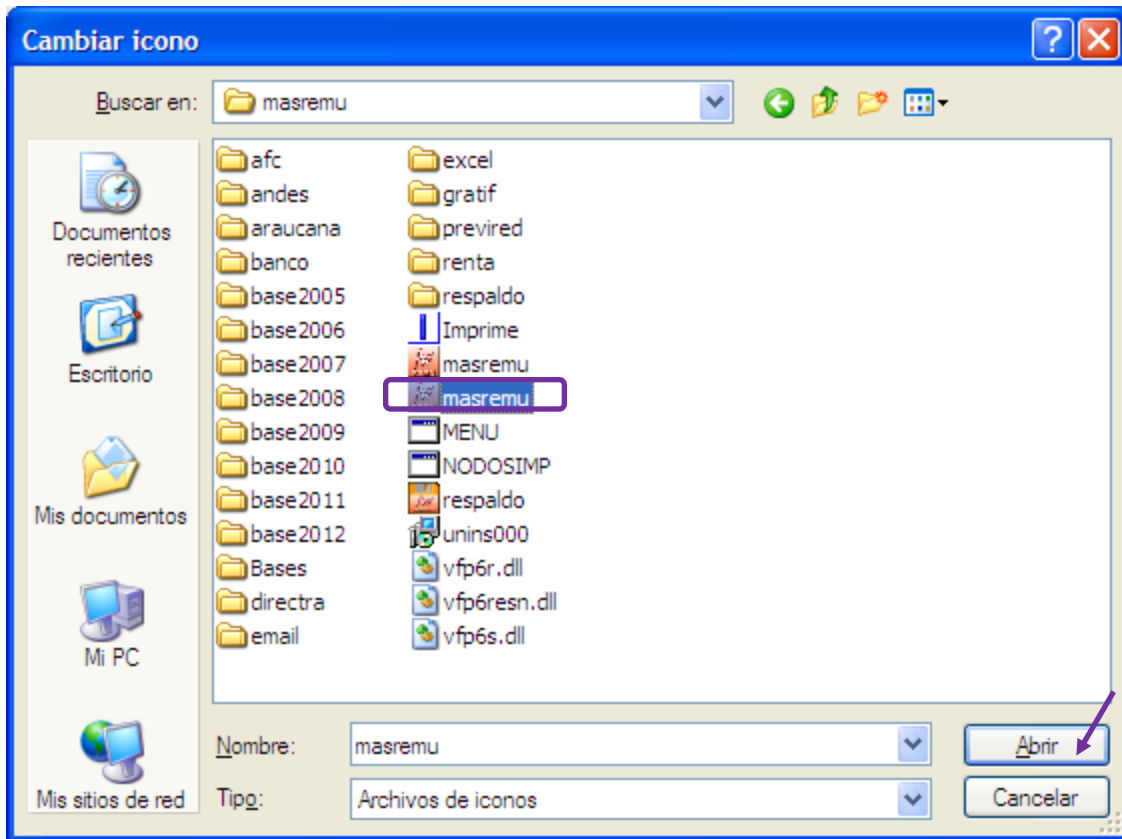 Cambiar icono
Buscar en:
masremu
Documentos
recientes
Escritorio
Mis documentos
Mi PC
Mis sitios de red
afc
andes
araucana
banco
base2005
base2006
base2007
base2008
base2009
base2010
base2011
base2012
Bases
directra
email
excel
gratif
previred
renta
respaldo
Imprime
masremu
masremu
MENU
NODOSIMP
respaldo
unins000
vfp6r.dll
vfp6resn.dll
vfp6s.dll
Nombre:
masremu
Abrir
Tipo:
Archivos de iconos
Cancelar